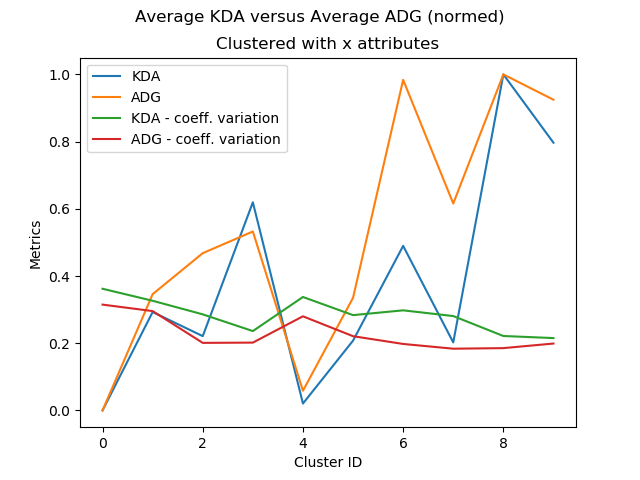 Average KDA versus Average ADG (normed)
Clustered with x attributes
KDA
ADG
KDA - coeff. variation
ADG - coeff. variation
1.0
0.8
0.6
0.4
0.2
0.0
Metrics
0 2 4 6 8
Cluster ID